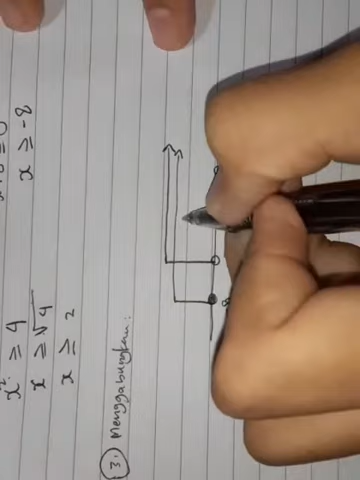 x ≥ -8
x² ≥ 4
x ≥ √4
x ≥ 2
3. Menggabungkan: